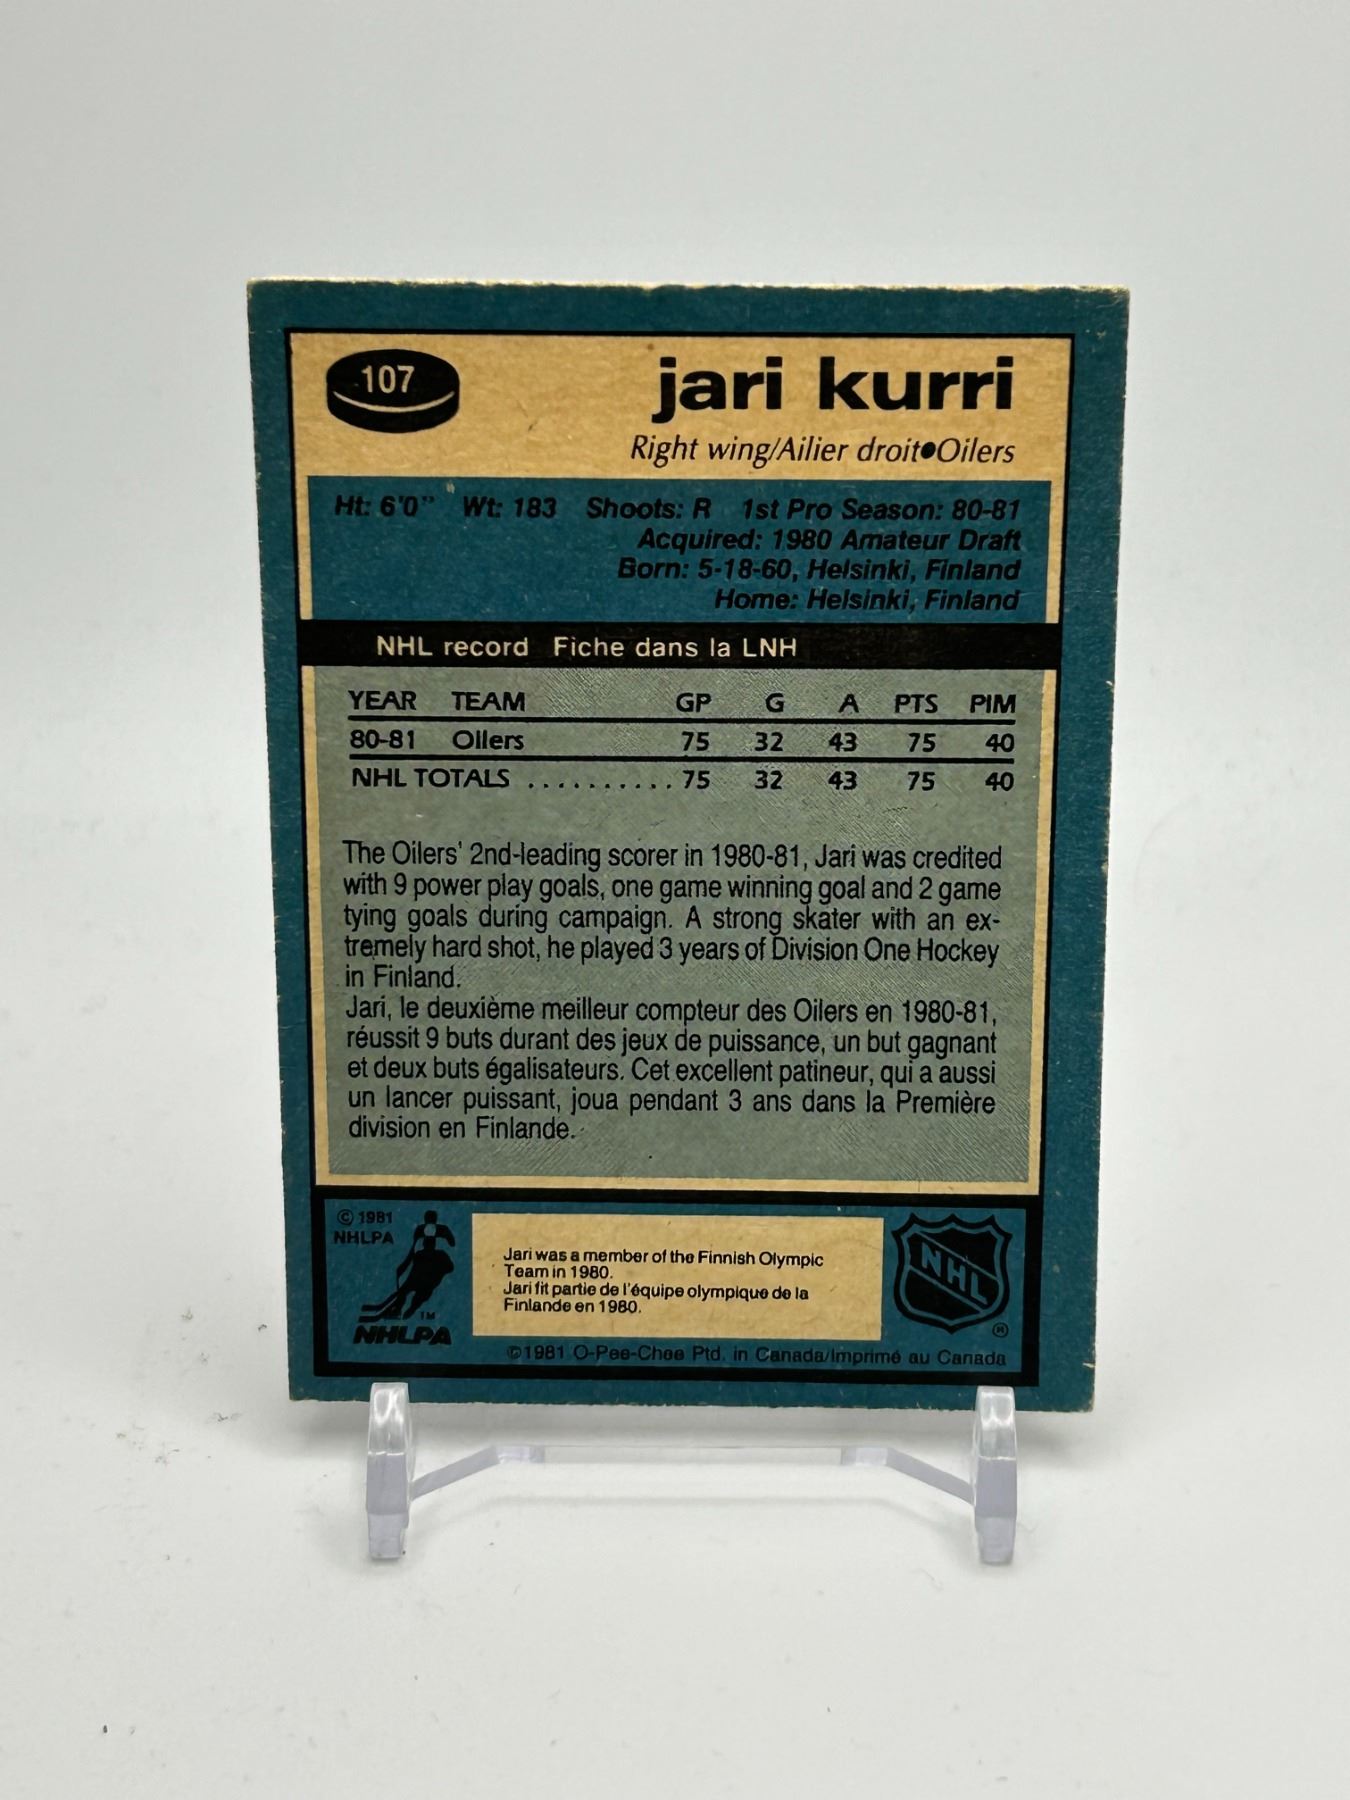 107
jari kurri
Right wing/Ailier droit●Oilers
Ht: 6'0" Wt: 183 Shoots: R 1st Pro Season: 80-81
Acquired: 1980 Amateur Draft
Born: 5-18-60, Helsinki, Finland
Home: Helsinki, Finland
NHL record Fiche dans la LNH
YEAR TEAM GP G A PTS PIM
80-81 Oilers 75 32 43 75 40
NHL TOTALS .......... 75 32 43 75 40
The Oilers' 2nd-leading scorer in 1980-81, Jari was credited
with 9 power play goals, one game winning goal and 2 game
tying goals during campaign. A strong skater with an ex-
tremely hard shot, he played 3 years of Division One Hockey
in Finland.
Jari, le deuxième meilleur compteur des Oilers en 1980-81,
réussit 9 buts durant des jeux de puissance, un but gagnant
et deux buts égalisateurs. Cet excellent patineur, qui a aussi
un lancer puissant, joua pendant 3 ans dans la Première
division en Finlande.
© 1981
NHLPA
TM
NHLPA
Jari was a member of the Finnish Olympic
Team in 1980.
Jari fit partie de l'équipe olympique de la
Finlande en 1980.
NHL
®
©1981 O-Pee-Chee Ptd. in Canada/Imprimé au Canada